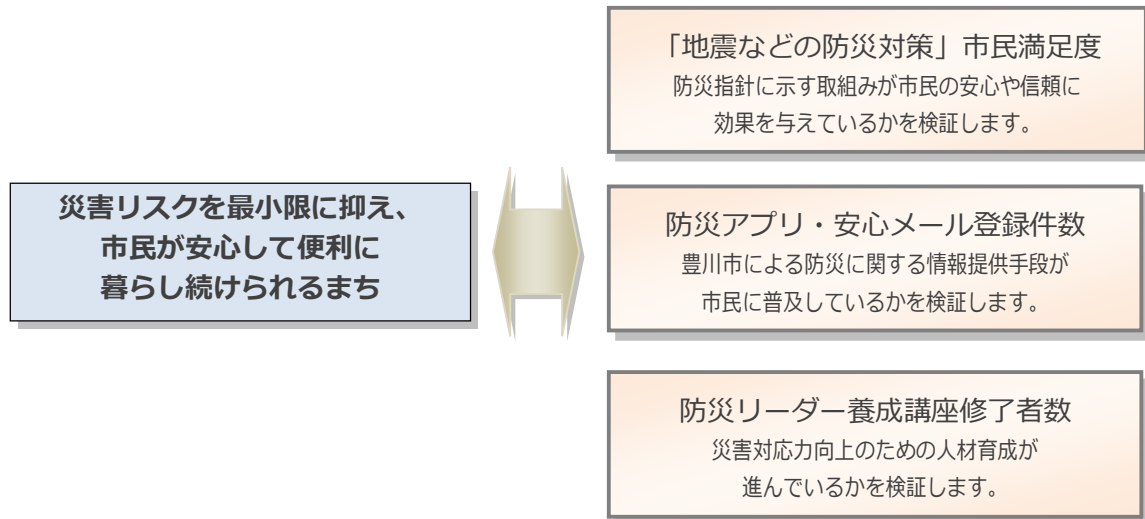 災害リスクを最小限に抑え、
市民が安心して便利に
暮らし続けられるまち
「地震などの防災対策」市民満足度
防災指針に示す取組みが市民の安心や信頼に
効果を与えているかを検証します。
防災アプリ・安心メール登録件数
豊川市による防災に関する情報提供手段が
市民に普及しているかを検証します。
防災リーダー養成講座修了者数
災害対応力向上のための人材育成が
進んでいるかを検証します。